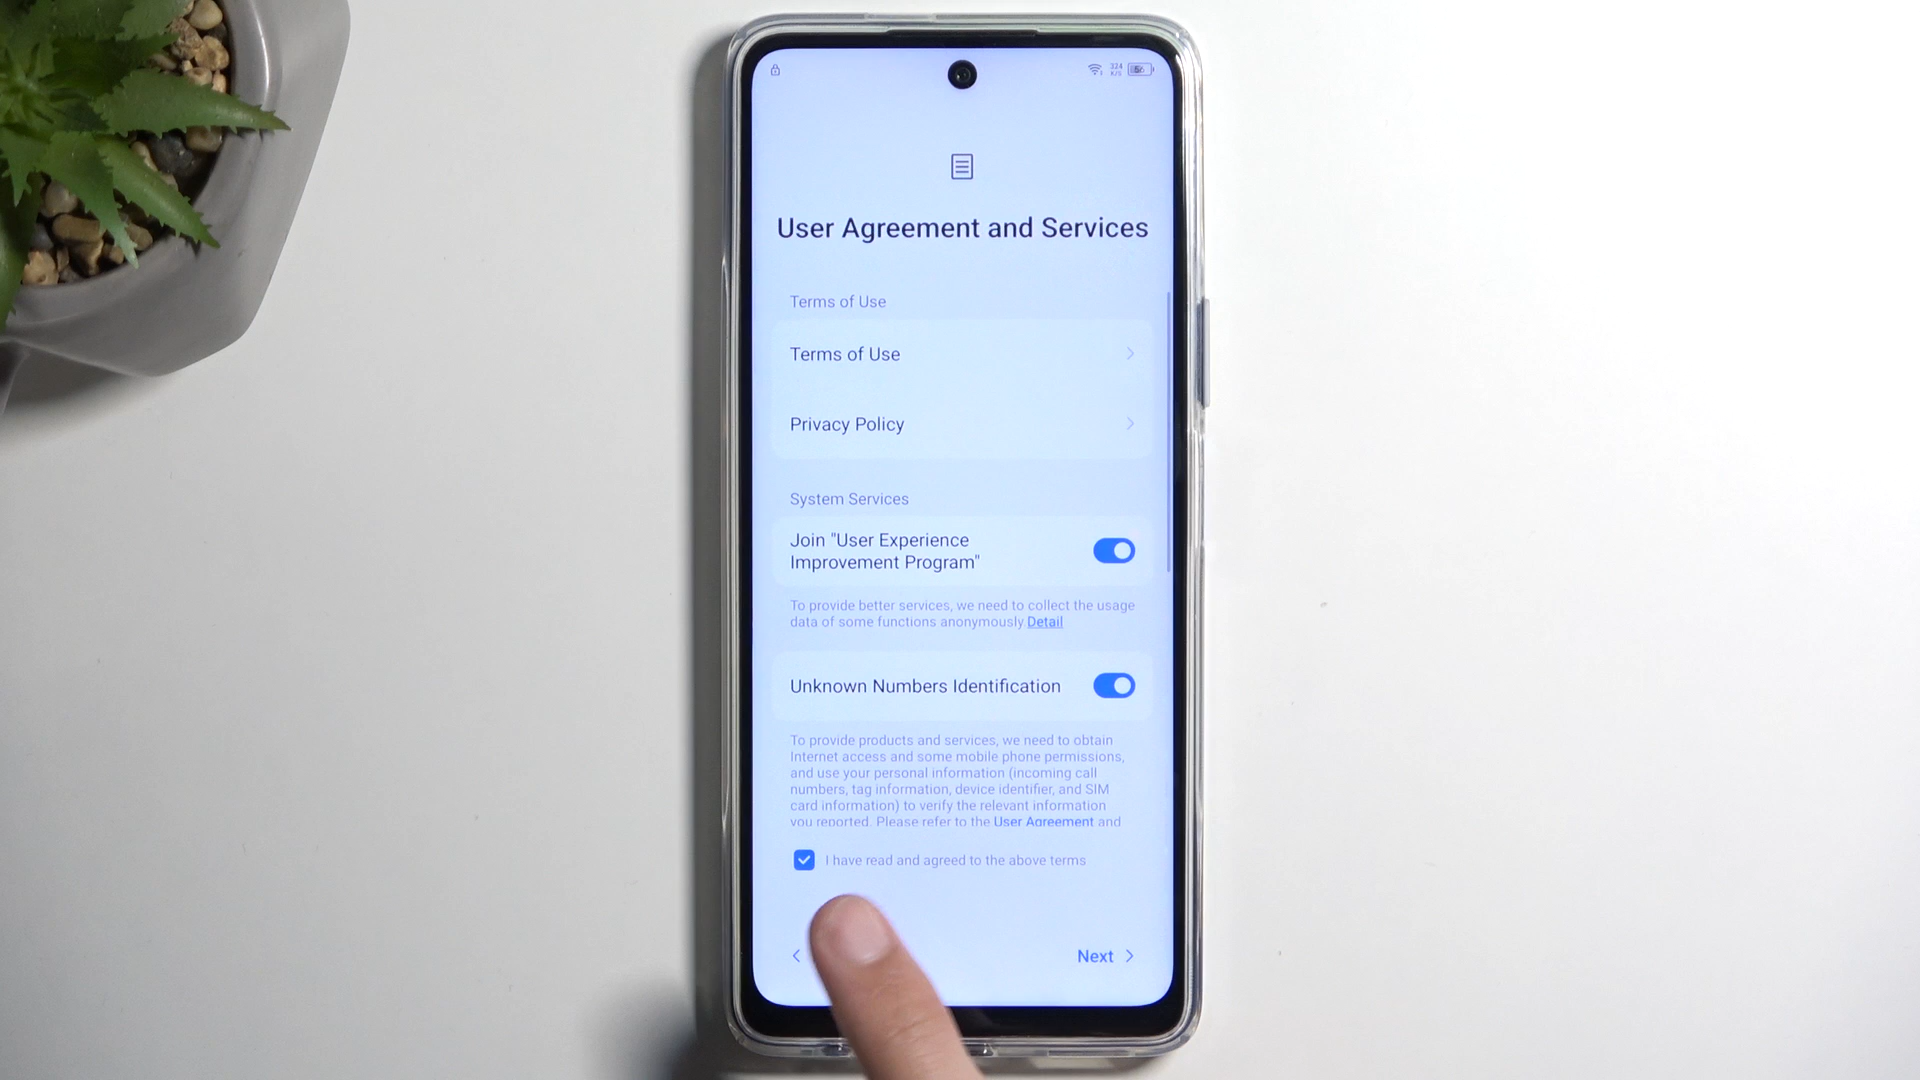 324
K/S
56
User Agreement and Services
Terms of Use
Terms of Use
Privacy Policy
System Services
Join "User Experience
Improvement Program"
To provide better services, we need to collect the usage
data of some functions anonymously.Detail
Unknown Numbers Identification
To provide products and services, we need to obtain
Internet access and some mobile phone permissions,
and use your personal information (incoming call
numbers, tag information, device identifier, and SIM
card information) to verify the relevant information
you reported. Please refer to the User Agreement and
I have read and agreed to the above terms
Next